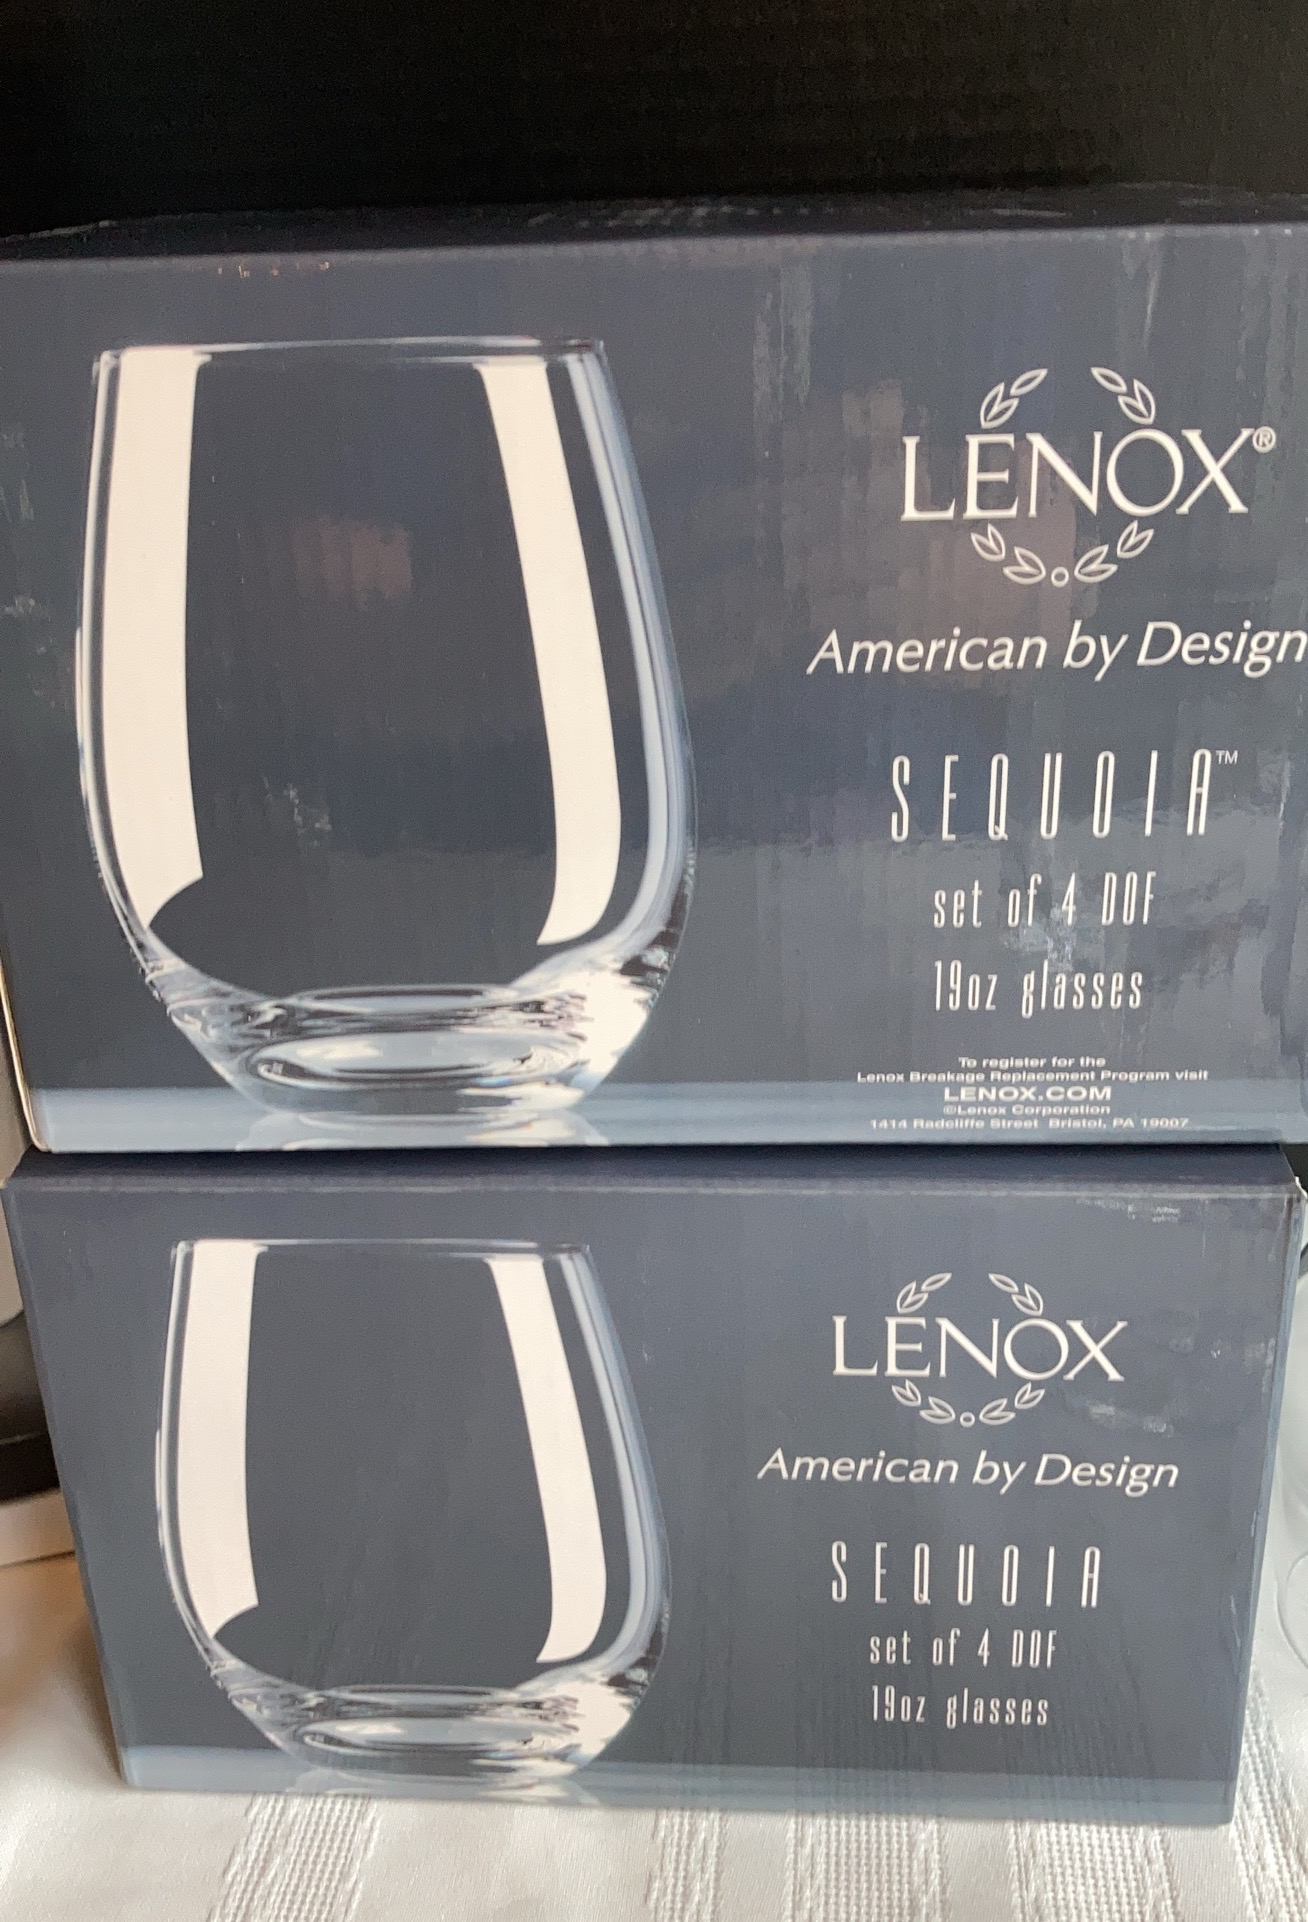 LENOX®
American by Design
SEQUOIA™
set of 4 DOF
19oz glasses
To register for the
Lenox Breakage Replacement Program visit
LENOX.COM
©Lenox Corporation
1414 Radcliffe Street Bristol, PA 19007
LENOX
American by Design
SEQUOIA
set of 4 DOF
19oz glasses